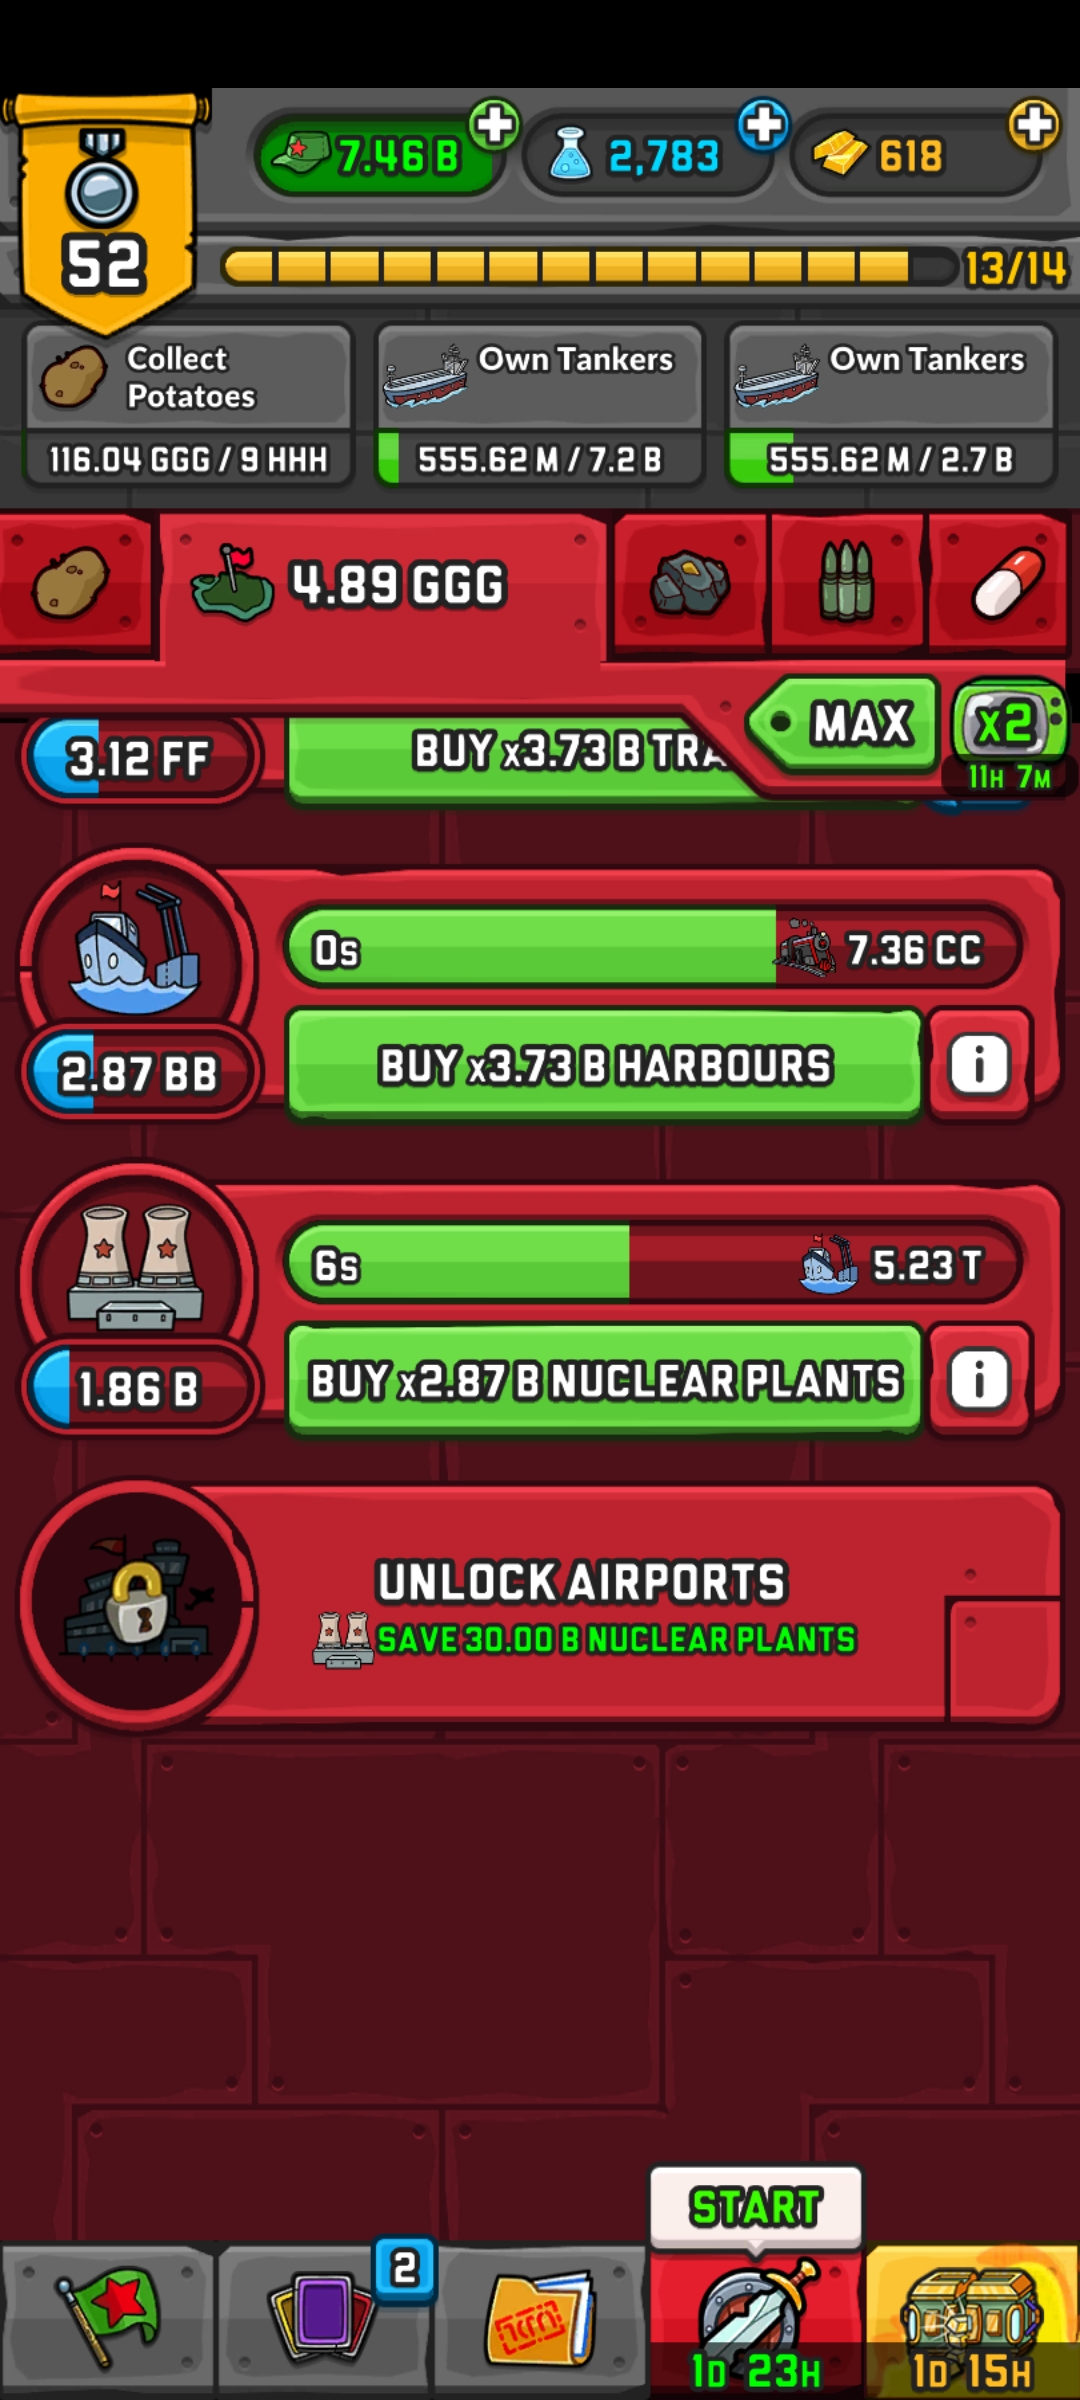 7.46 B
2,783
618
52
13/14
Collect
Potatoes
116.04 GGG / 9 HHH
Own Tankers
555.62 M / 7.2 B
Own Tankers
555.62 M / 2.7 B
4.89 GGG
MAX
x2
11H 7M
3.12 FF
BUY x3.73 B
0s
7.36 CC
2.87 BB
BUY x3.73 B HARBOURS
i
6s
5.23 T
1.86 B
BUY x2.87 B NUCLEAR PLANTS
i
UNLOCK AIRPORTS
SAVE 30.00 B NUCLEAR PLANTS
START
2
1D 23H
1D 15H